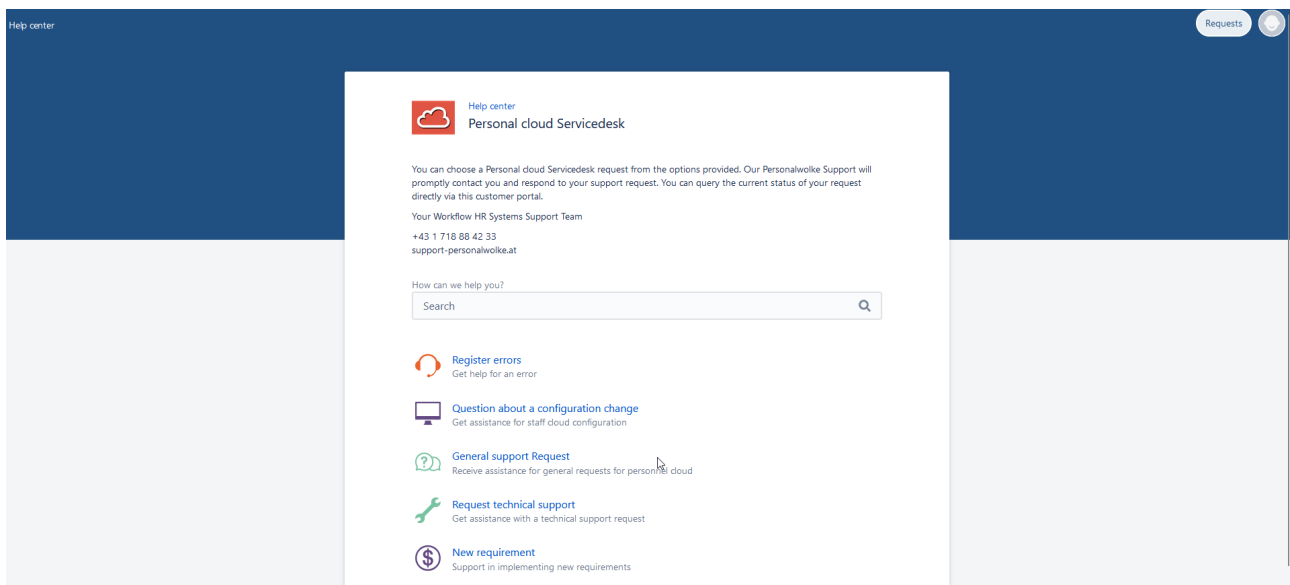 Help center
Requests
Help center
Personal cloud Servicedesk
You can choose a Personal cloud Servicedesk request from the options provided. Our Personalwolke Support will
promptly contact you and respond to your support request. You can query the current status of your request
directly via this customer portal.
Your Workflow HR Systems Support Team
+43 1 718 88 42 33
support-personalwolke.at
How can we help you?
Search
Register errors
Get help for an error
Question about a configuration change
Get assistance for staff cloud configuration
General support Request
Receive assistance for general requests for personnel cloud
Request technical support
Get assistance with a technical support request
New requirement
Support in implementing new requirements